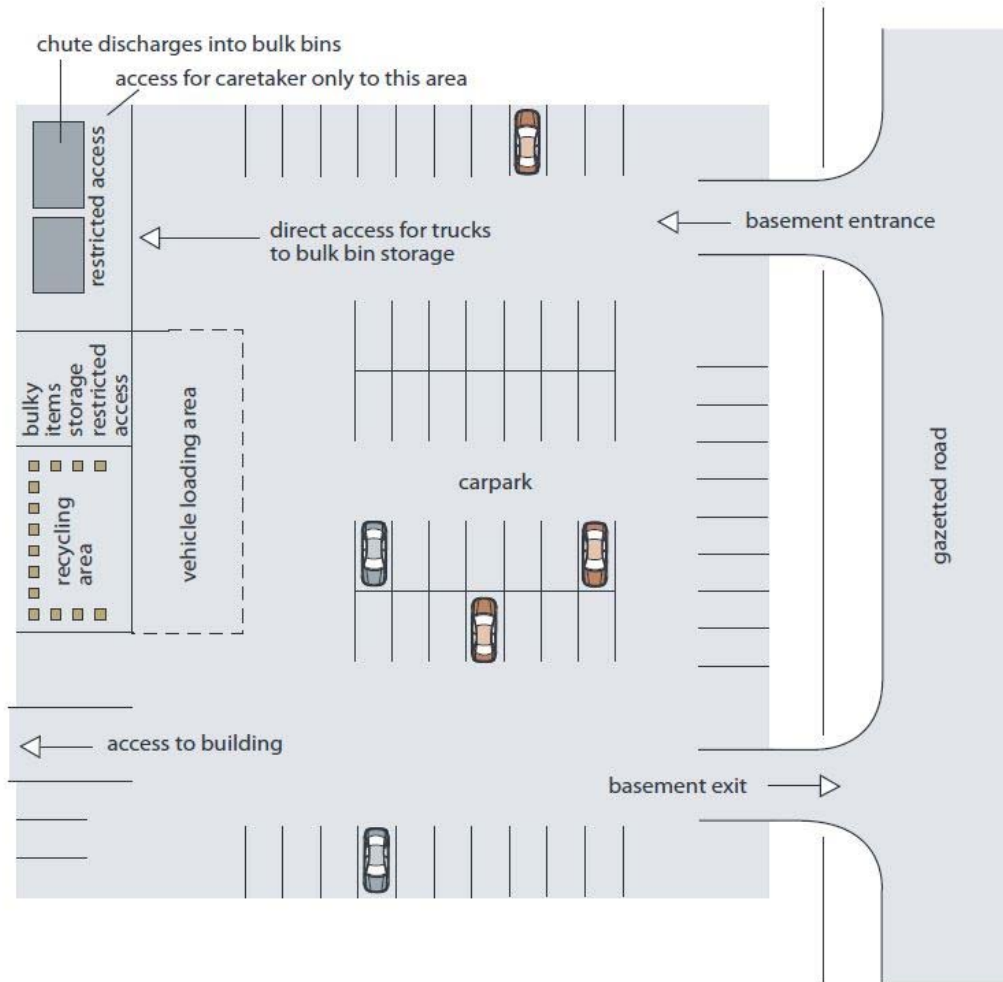 chute discharges into bulk bins
access for caretaker only to this area
restricted access
direct access for trucks
to bulk bin storage
basement entrance
bulky
items
storage
restricted
access
vehicle loading area
carpark
recycling
area
gazetted road
access to building
basement exit